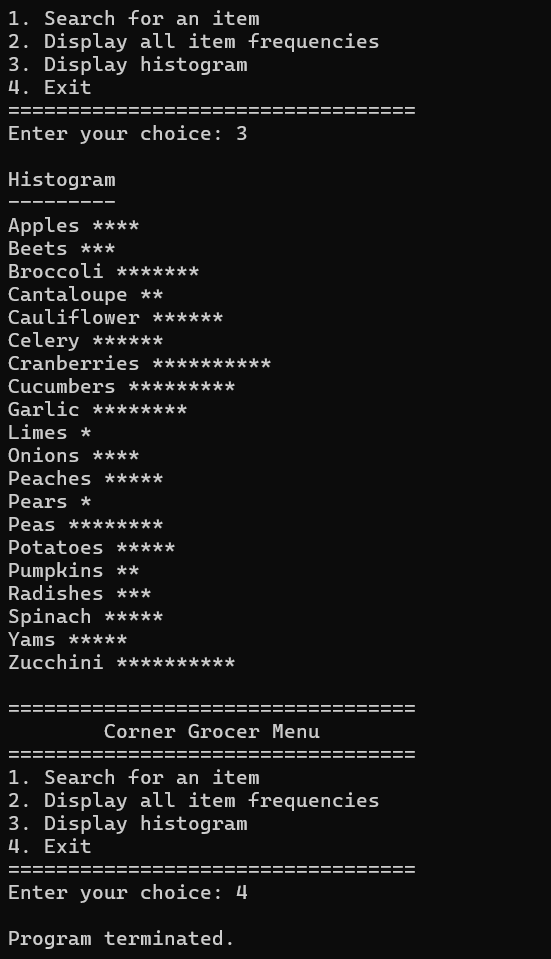 1. Search for an item
2. Display all item frequencies
3. Display histogram
4. Exit
==================================
Enter your choice: 3
Histogram
---------
Apples ****
Beets ***
Broccoli *******
Cantaloupe **
Cauliflower ******
Celery ******
Cranberries **********
Cucumbers *********
Garlic ********
Limes *
Onions ****
Peaches *****
Pears *
Peas ********
Potatoes *****
Pumpkins **
Radishes ***
Spinach *****
Yams *****
Zucchini **********
==================================
        Corner Grocer Menu
==================================
1. Search for an item
2. Display all item frequencies
3. Display histogram
4. Exit
==================================
Enter your choice: 4
Program terminated.